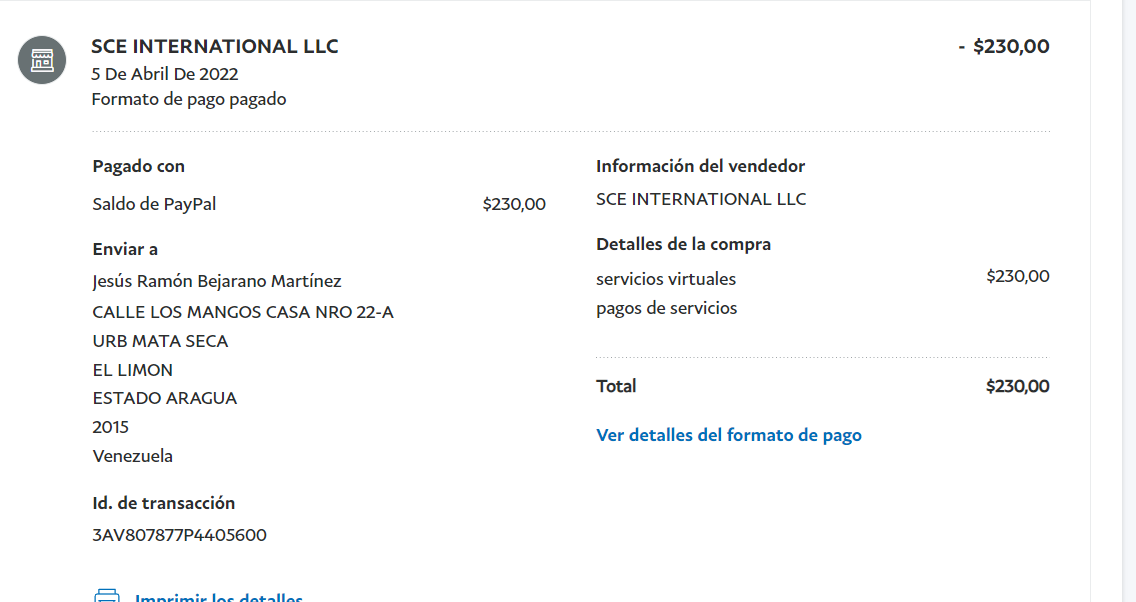 SCE INTERNATIONAL LLC
- $230,00
5 De Abril De 2022
Formato de pago pagado
Pagado con
Saldo de PayPal $230,00
Enviar a
Jesús Ramón Bejarano Martínez
CALLE LOS MANGOS CASA NRO 22-A
URB MATA SECA
EL LIMON
ESTADO ARAGUA
2015
Venezuela
Id. de transacción
3AV807877P4405600
Imprimir los detalles
Información del vendedor
SCE INTERNATIONAL LLC
Detalles de la compra
servicios virtuales $230,00
pagos de servicios
Total $230,00
Ver detalles del formato de pago